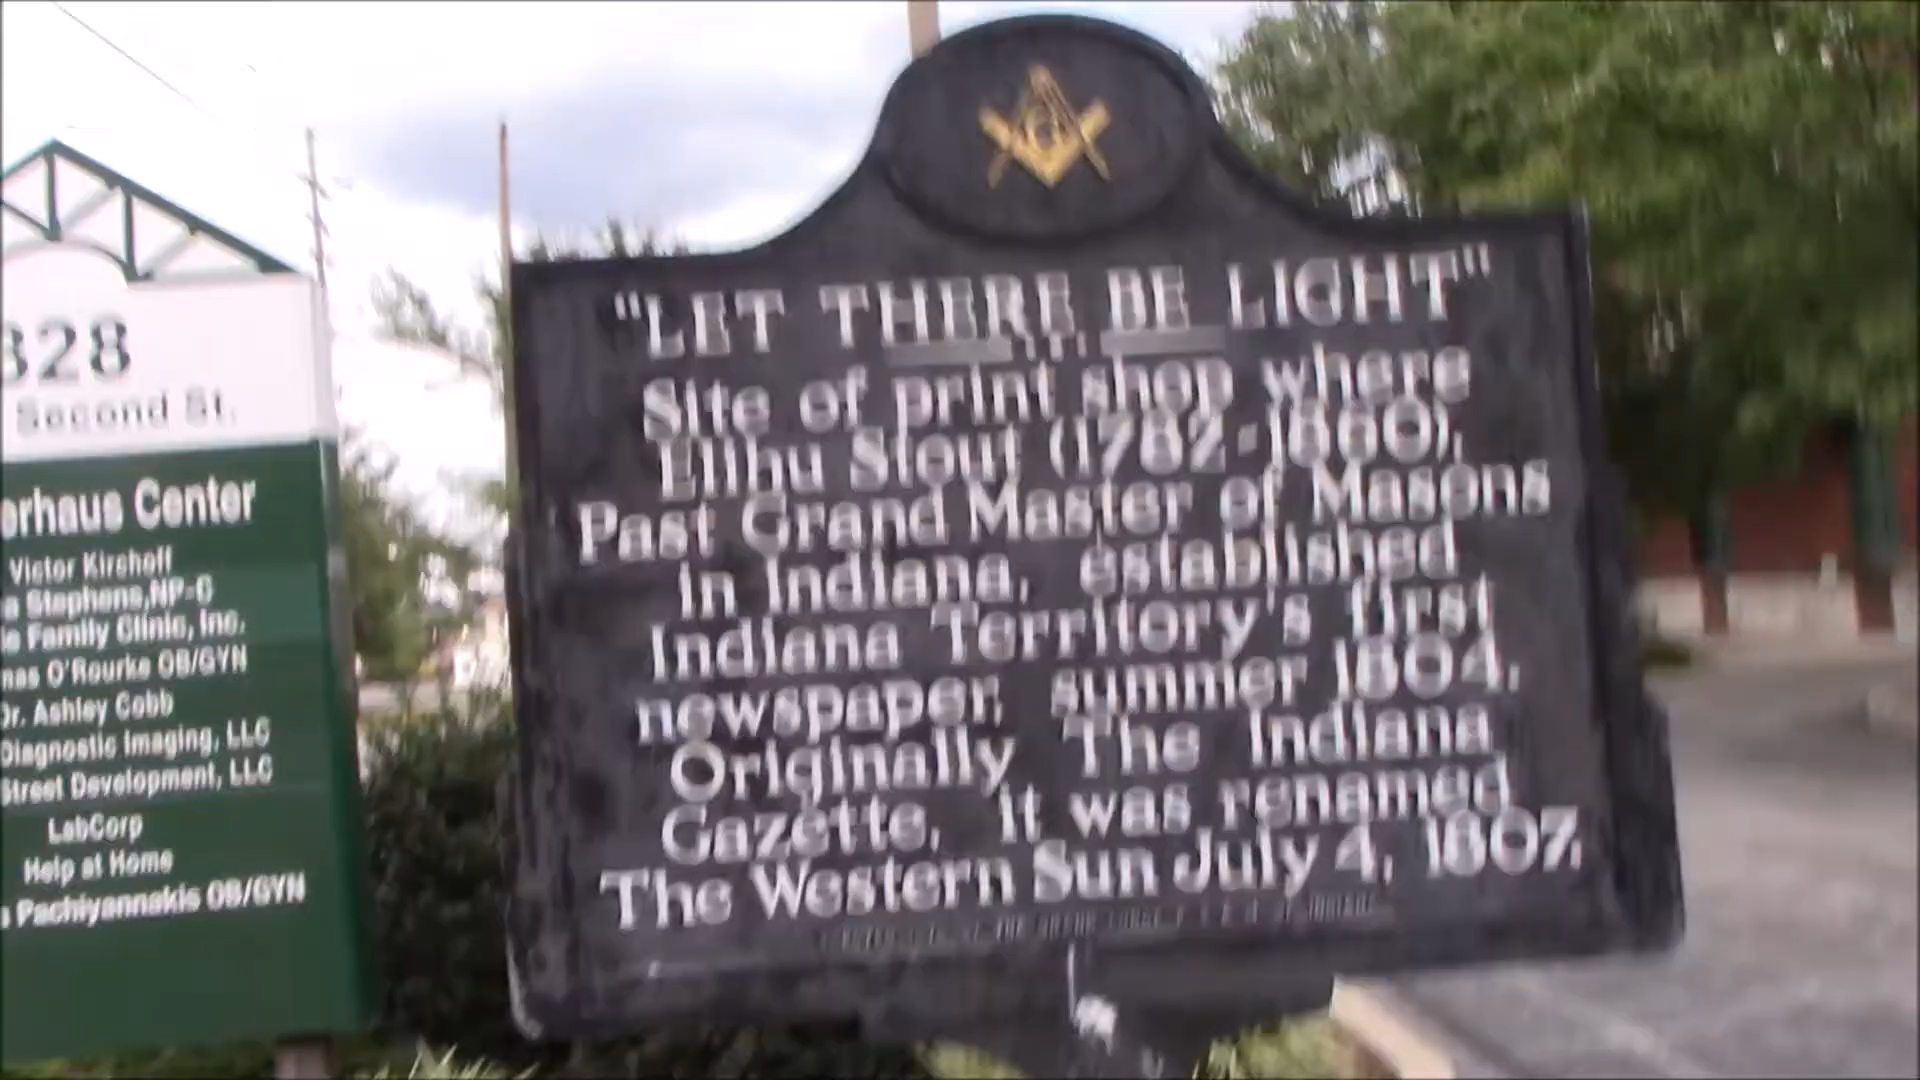 "LET THERE BE LIGHT"
Site of print shop where
Elihu Stout (1782-1860),
Past Grand Master of Masons
in Indiana, established
Indiana Territory's first
newspaper, summer 1804.
Originally The Indiana
Gazette, it was renamed
The Western Sun July 4, 1807.
328
Second St.
erhaus Center
Victor Kirchoff
Stephens, NP-C
Family Clinic, Inc.
mas O'Rourke OB/GYN
Dr. Ashley Cobb
Diagnostic Imaging, LLC
Street Development, LLC
LabCorp
Help at Home
Pachiyannakis OB/GYN